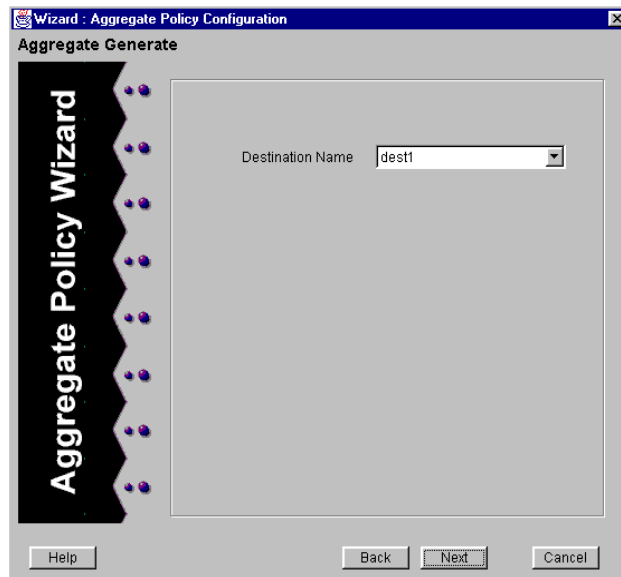 Wizard : Aggregate Policy Configuration
Aggregate Generate
Aggregate Policy Wizard
Destination Name dest1
Help Back Next Cancel